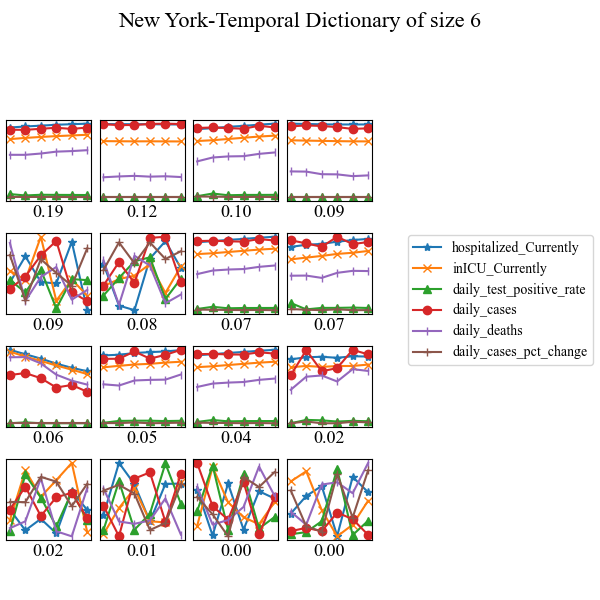 New York-Temporal Dictionary of size 6
0.19 0.12 0.10 0.09
0.09 0.08 0.07 0.07
0.06 0.05 0.04 0.02
0.02 0.01 0.00 0.00
hospitalized_Currently
inICU_Currently
daily_test_positive_rate
daily_cases
daily_deaths
daily_cases_pct_change